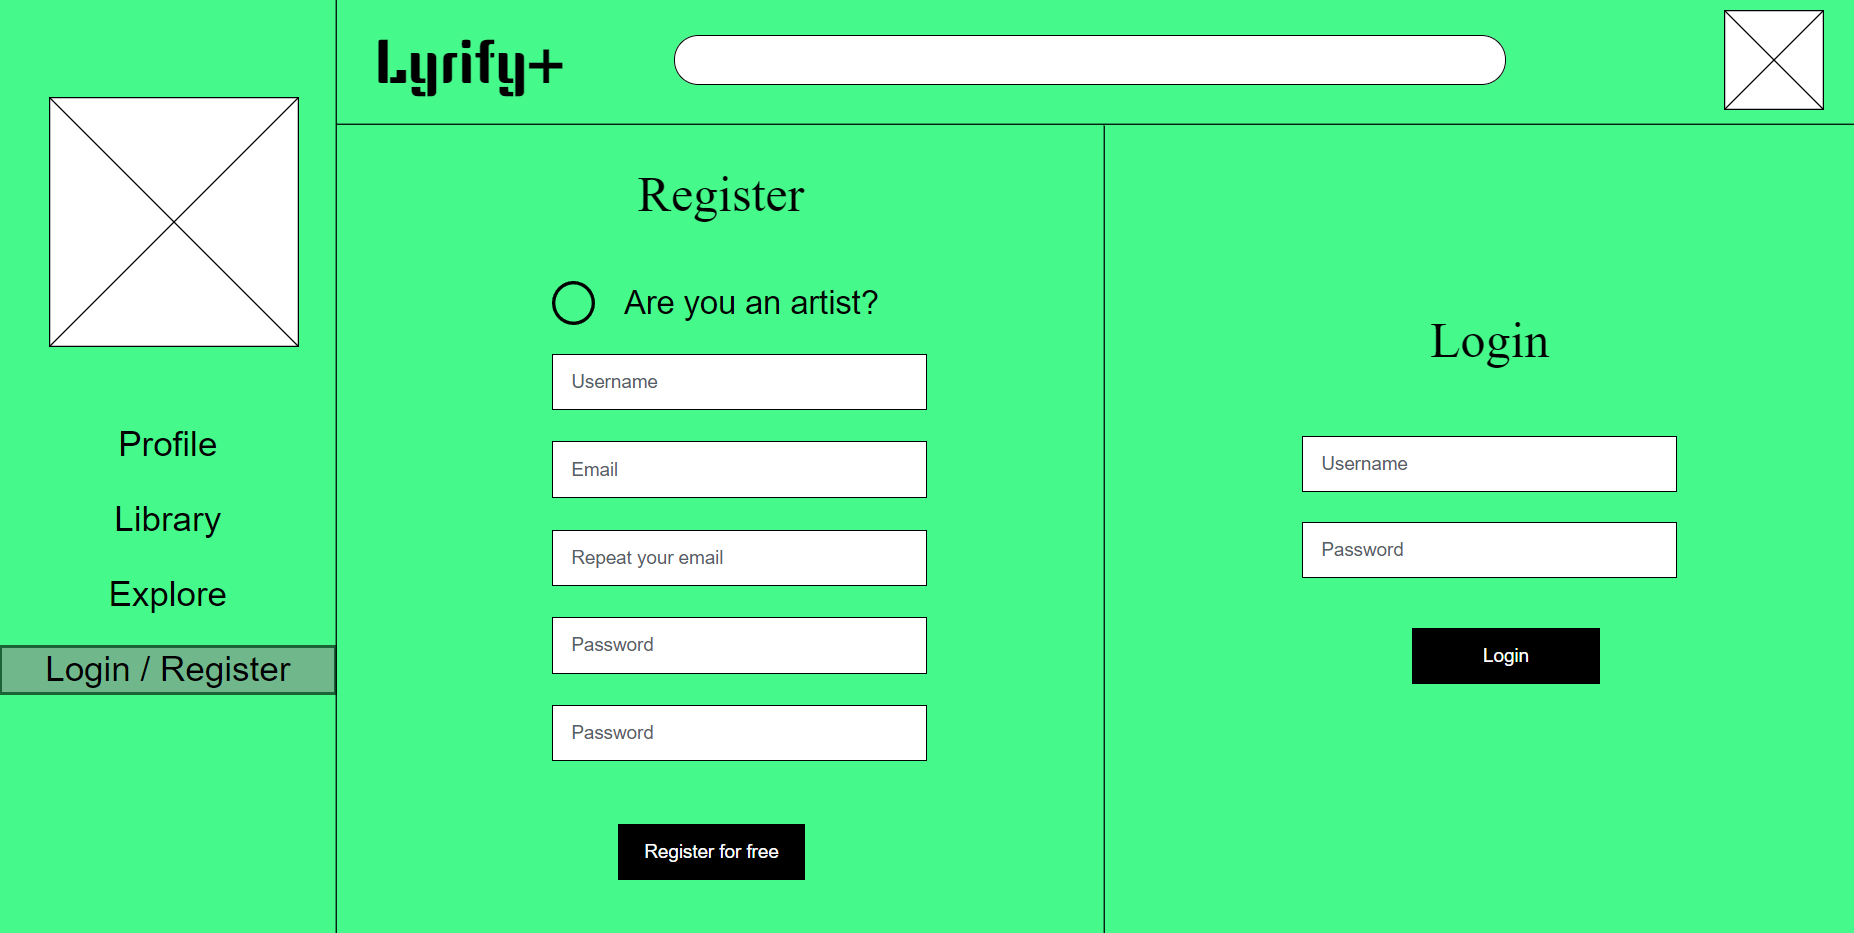 Lyrify+
Profile
Library
Explore
Login / Register
Register
Are you an artist?
Username
Email
Repeat your email
Password
Password
Register for free
Login
Username
Password
Login